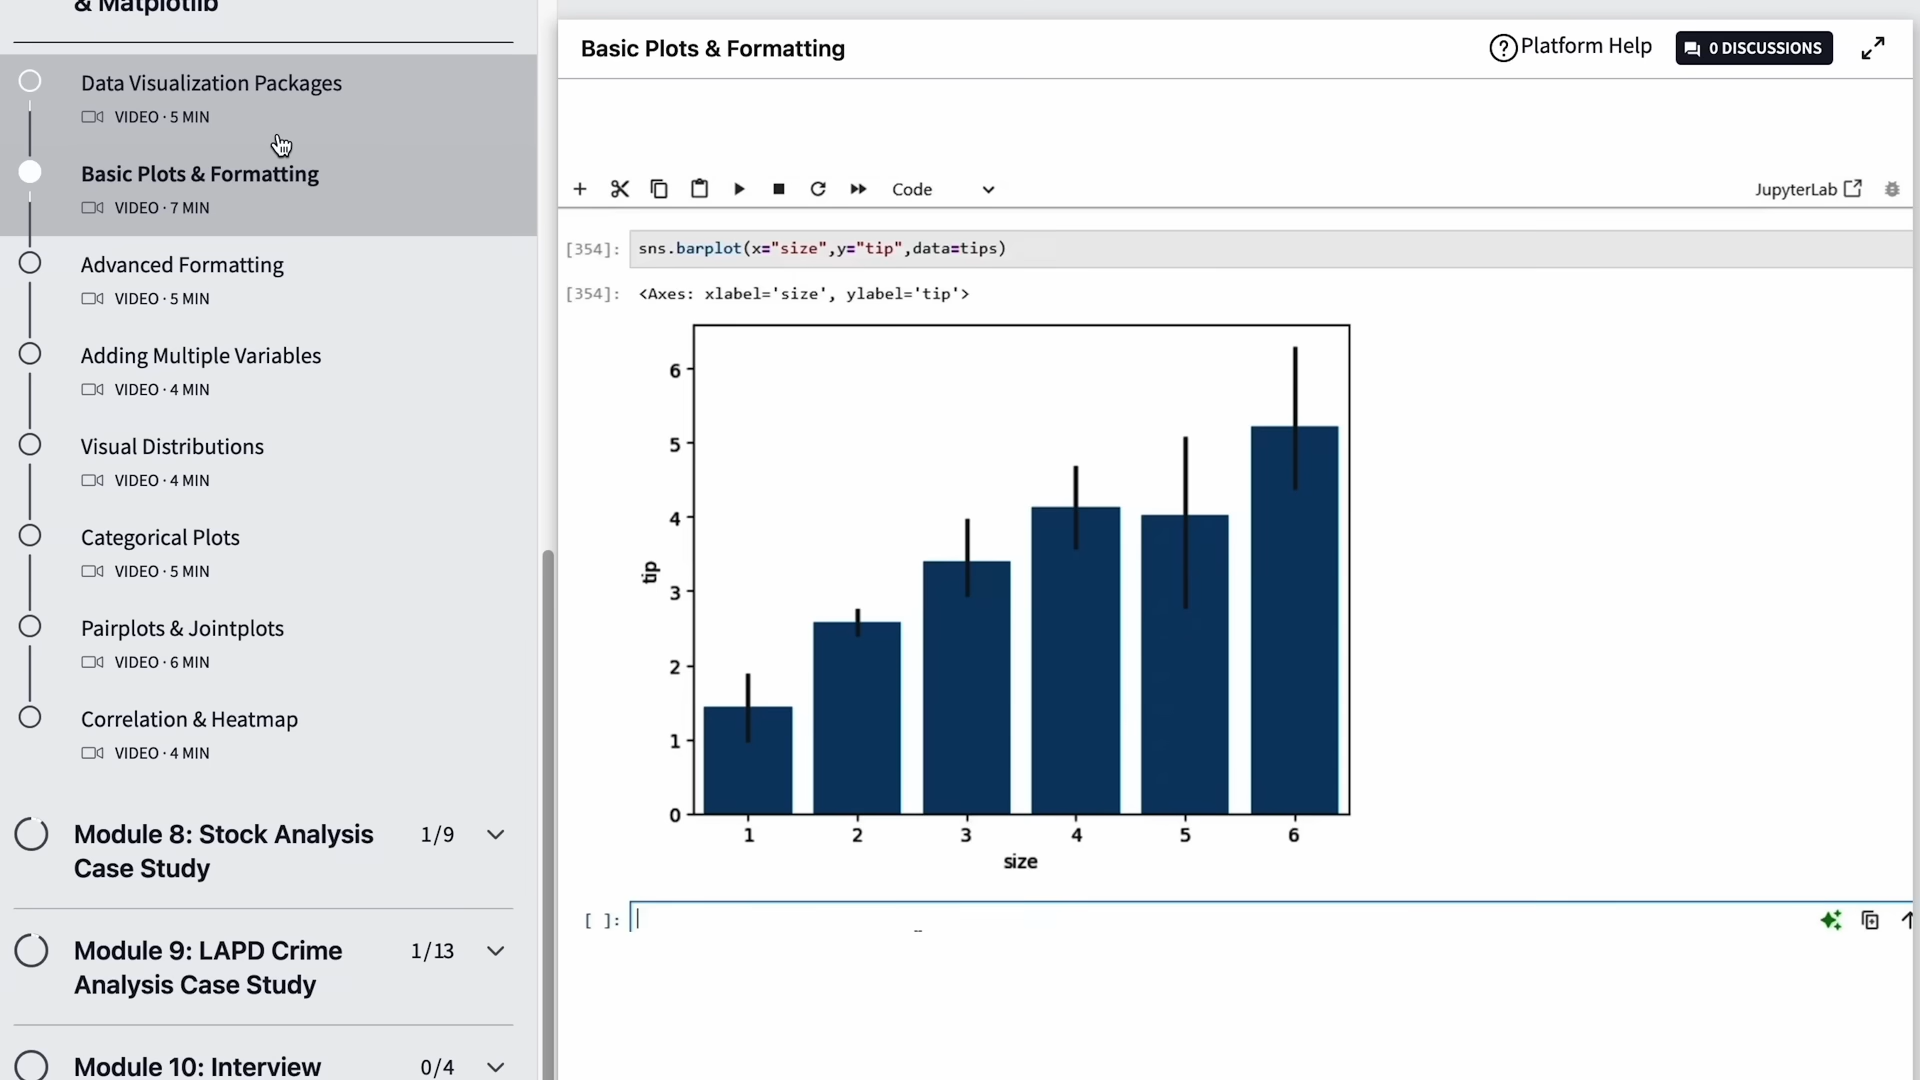 & Matplotlib
Data Visualization Packages
VIDEO · 5 MIN
Basic Plots & Formatting
VIDEO · 7 MIN
Advanced Formatting
VIDEO · 5 MIN
Adding Multiple Variables
VIDEO · 4 MIN
Visual Distributions
VIDEO · 4 MIN
Categorical Plots
VIDEO · 5 MIN
Pairplots & Jointplots
VIDEO · 6 MIN
Correlation & Heatmap
VIDEO · 4 MIN
Module 8: Stock Analysis 1/9
Case Study
Module 9: LAPD Crime 1/13
Analysis Case Study
Module 10: Interview 0/4
Basic Plots & Formatting
? Platform Help
0 DISCUSSIONS
Code
JupyterLab
[354]: sns.barplot(x="size",y="tip",data=tips)
[354]: <Axes: xlabel='size', ylabel='tip'>
6
5
4
3
2
1
0
tip
1 2 3 4 5 6
size
[ ]: